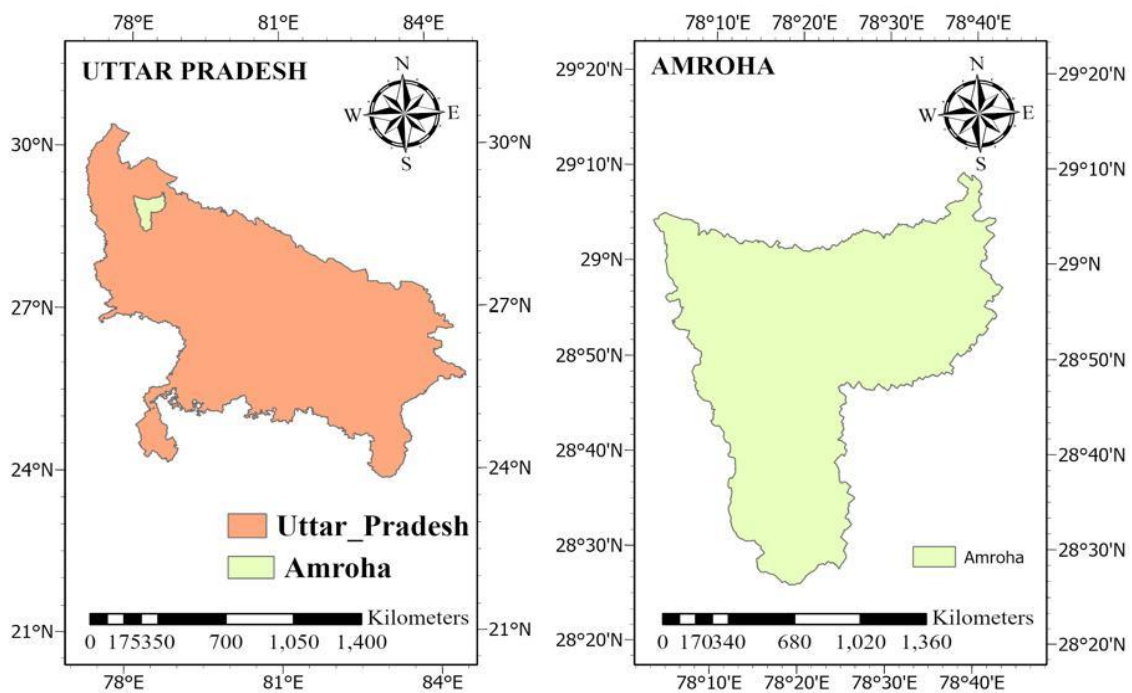 78°E 81°E 84°E
UTTAR PRADESH
N
W E
S
30°N 30°N
27°N 27°N
24°N 24°N
21°N 21°N
Uttar_Pradesh
Amroha
Kilometers
0 175350 700 1,050 1,400
78°E 81°E 84°E
78°10'E 78°20'E 78°30'E 78°40'E
AMROHA
N
W E
S
29°20'N 29°20'N
29°10'N 29°10'N
29°N 29°N
28°50'N 28°50'N
28°40'N 28°40'N
28°30'N 28°30'N
28°20'N 28°20'N
Amroha
Kilometers
0 170340 680 1,020 1,360
78°10'E 78°20'E 78°30'E 78°40'E